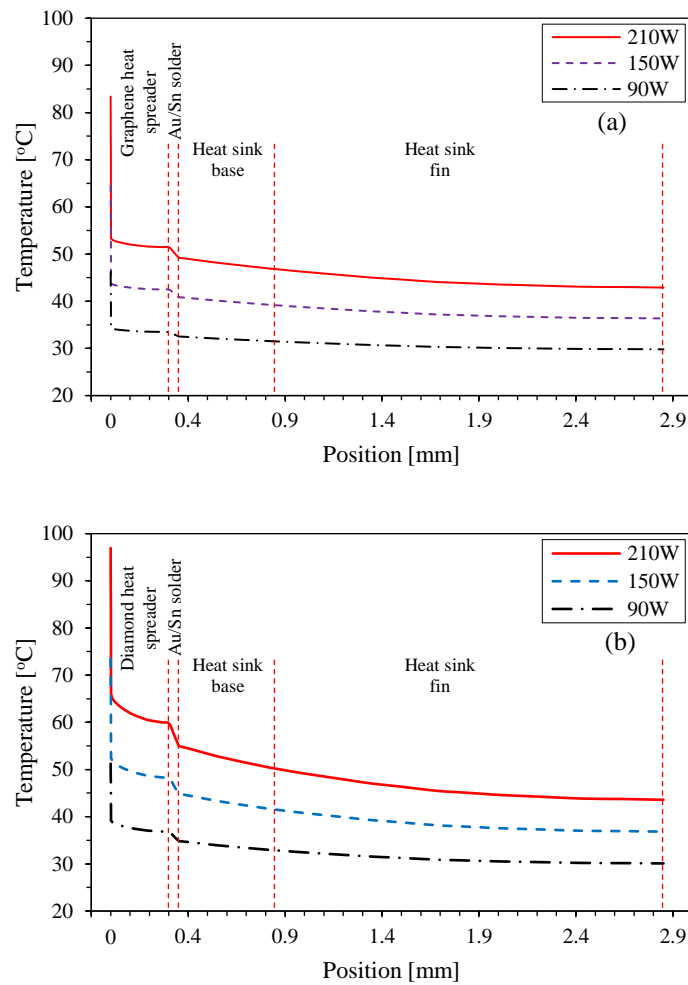 100
90
80
70
60
50
40
30
20
Temperature [°C]
Graphene heat
spreader
Au/Sn solder
Heat sink
base
Heat sink
fin
210W
150W
90W
(a)
0
0.4
0.9
1.4
1.9
2.4
2.9
Position [mm]
100
90
80
70
60
50
40
30
20
Temperature [°C]
Diamond heat
spreader
Au/Sn solder
Heat sink
base
Heat sink
fin
210W
150W
90W
(b)
0
0.4
0.9
1.4
1.9
2.4
2.9
Position [mm]